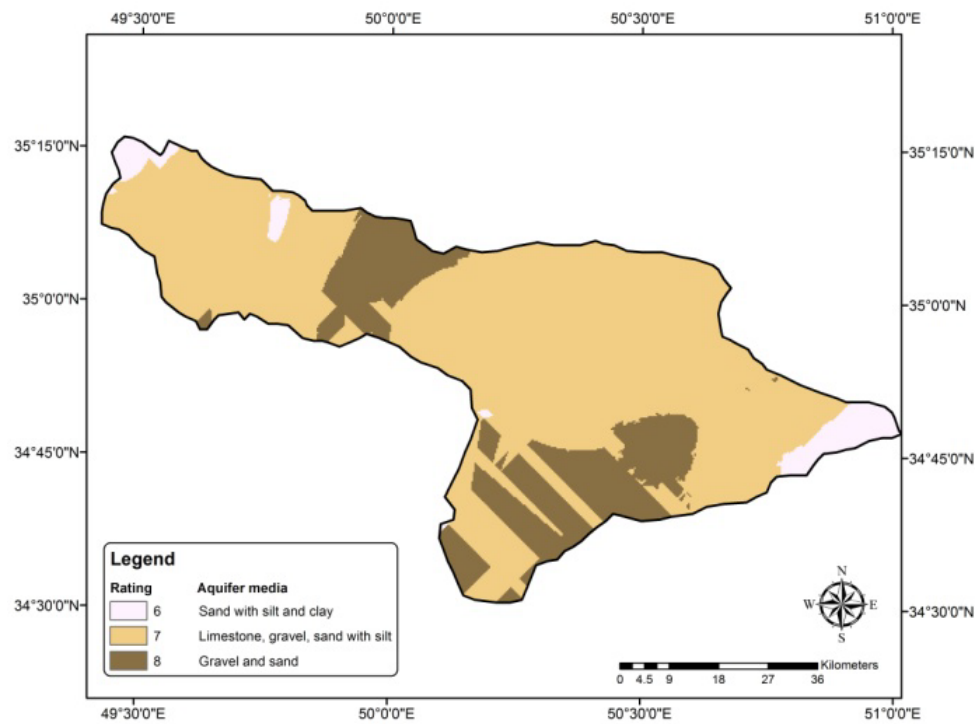 49°30'0"E 50°0'0"E 50°30'0"E 51°0'0"E
35°15'0"N 35°15'0"N
35°0'0"N 35°0'0"N
34°45'0"N 34°45'0"N
34°30'0"N 34°30'0"N
Legend
Rating Aquifer media
6 Sand with silt and clay
7 Limestone, gravel, sand with silt
8 Gravel and sand
N
W E
S
Kilometers
0 4.5 9 18 27 36
49°30'0"E 50°0'0"E 50°30'0"E 51°0'0"E